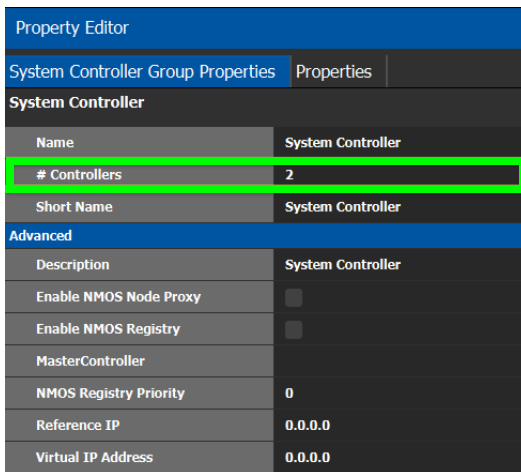 Property Editor
System Controller Group Properties Properties
System Controller
Name System Controller
# Controllers 2
Short Name System Controller
Advanced
Description System Controller
Enable NMOS Node Proxy
Enable NMOS Registry
MasterController
NMOS Registry Priority 0
Reference IP 0.0.0.0
Virtual IP Address 0.0.0.0